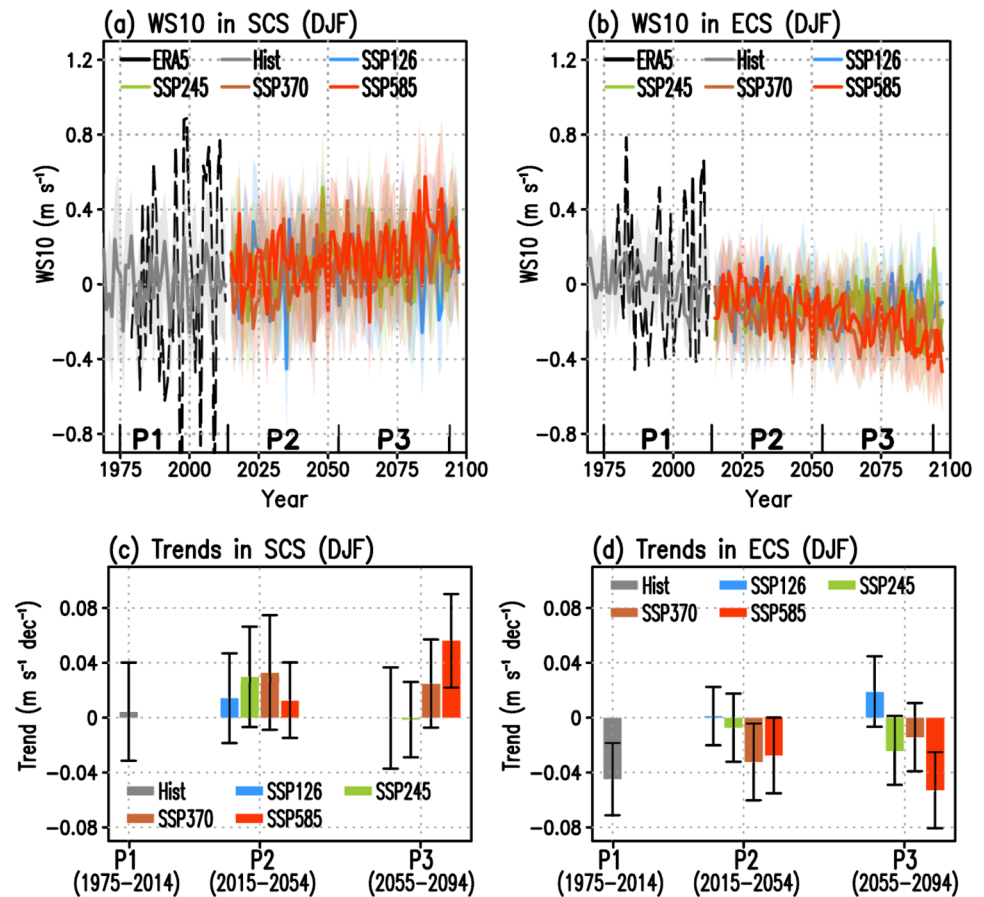 (a) WS10 in SCS (DJF)
ERA5 Hist SSP126
SSP245 SSP370 SSP585
WS10 (m s⁻¹)
1.2
0.8
0.4
0
−0.4
−0.8
P1 P2 P3
1975 2000 2025 2050 2075 2100
Year
(b) WS10 in ECS (DJF)
ERA5 Hist SSP126
SSP245 SSP370 SSP585
WS10 (m s⁻¹)
1.2
0.8
0.4
0
−0.4
−0.8
P1 P2 P3
1975 2000 2025 2050 2075 2100
Year
(c) Trends in SCS (DJF)
Trend (m s⁻¹ dec⁻¹)
0.08
0.04
0
−0.04
−0.08
Hist SSP126 SSP245
SSP370 SSP585
P1 P2 P3
(1975−2014) (2015−2054) (2055−2094)
(d) Trends in ECS (DJF)
Hist SSP126 SSP245
SSP370 SSP585
Trend (m s⁻¹ dec⁻¹)
0.08
0.04
0
−0.04
−0.08
P1 P2 P3
(1975−2014) (2015−2054) (2055−2094)